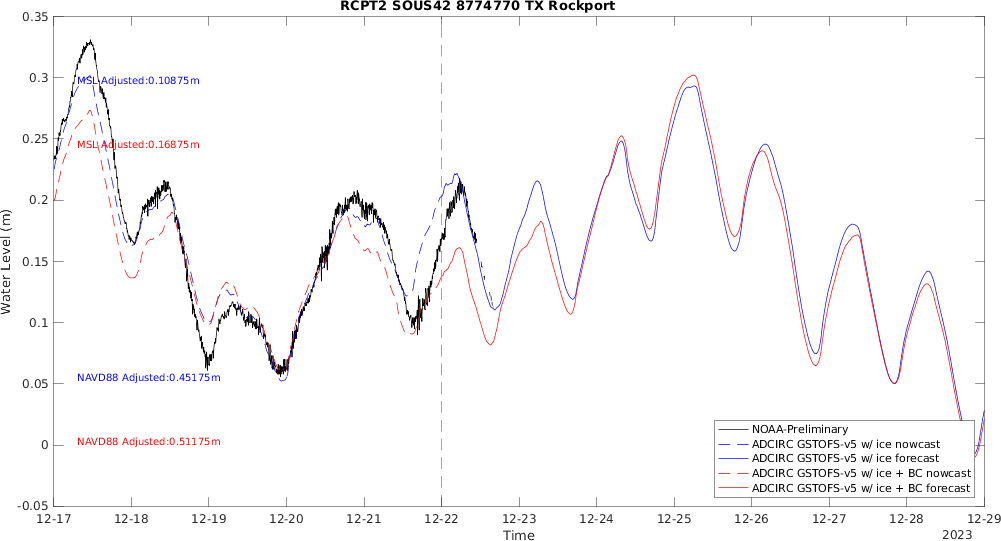 RCPT2 SOUS42 8774770 TX Rockport
0.35
0.3
0.25
0.2
0.15
0.1
0.05
0
-0.05
Water Level (m)
MSL Adjusted:0.10875m
MSL Adjusted:0.16875m
NAVD88 Adjusted:0.45175m
NAVD88 Adjusted:0.51175m
NOAA-Preliminary
ADCIRC GSTOFS-v5 w/ ice nowcast
ADCIRC GSTOFS-v5 w/ ice forecast
ADCIRC GSTOFS-v5 w/ ice + BC nowcast
ADCIRC GSTOFS-v5 w/ ice + BC forecast
12-17 12-18 12-19 12-20 12-21 12-22 12-23 12-24 12-25 12-26 12-27 12-28 12-29
Time
2023